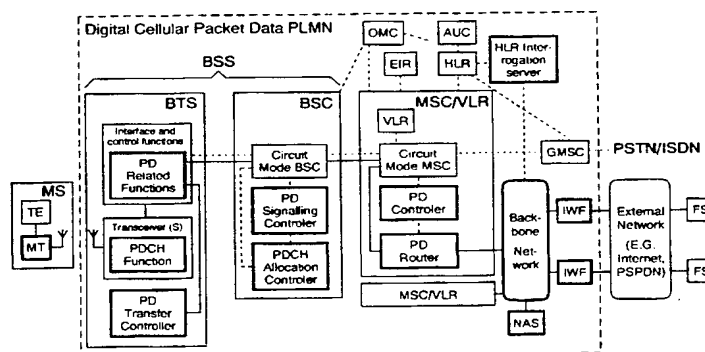 Digital Cellular Packet Data PLMN
OMC
AUC
EIR
HLR
HLR Inter-
rogation
server
BSS
BTS
BSC
MSC/VLR
Interface and
control functions
PD
Related
Functions
Circuit
Mode BSC
VLR
Circuit
Mode MSC
GMSC
PSTN/ISDN
MS
TE
MT
Transceiver (S)
PDCH
Function
PD
Signalling
Controler
PDCH
Allocation
Controler
PD
Controler
PD
Router
Back-
bone
Net-
work
IWF
IWF
External
Network
(E.G.
Internet,
PSPDN)
FS
FS
PD
Transfer
Controller
MSC/VLR
NAS